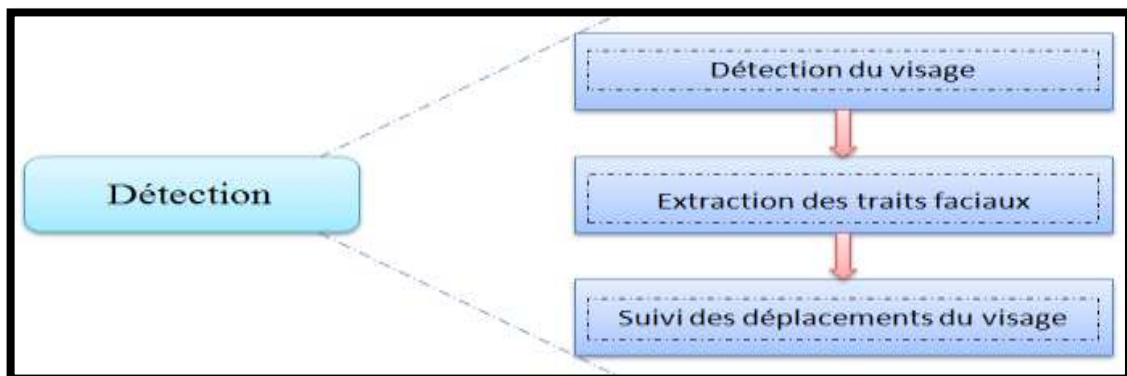 Détection
Détection du visage
Extraction des traits faciaux
Suivi des déplacements du visage